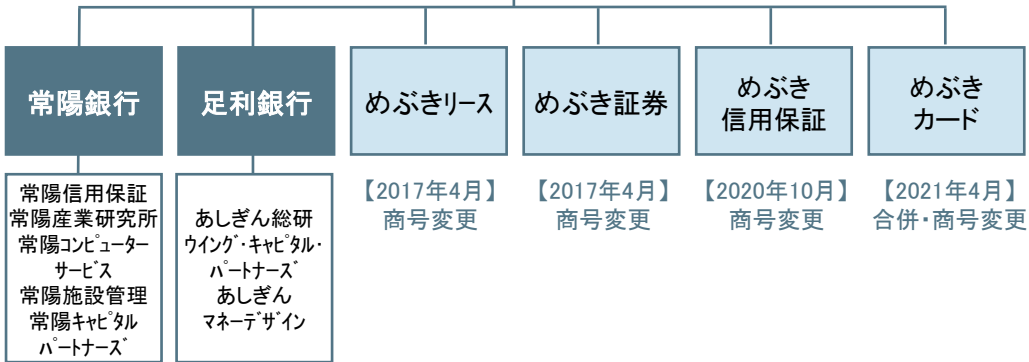 常陽銀行
足利銀行
めぶきリース
めぶき証券
めぶき
信用保証
めぶき
カード
常陽信用保証
常陽産業研究所
常陽コンピューター
サービス
常陽施設管理
常陽キャピタル
パートナーズ
あしぎん総研
ウイング・キャピタル・
パートナーズ
あしぎん
マネーデザイン
【2017年4月】
商号変更
【2017年4月】
商号変更
【2020年10月】
商号変更
【2021年4月】
合併・商号変更